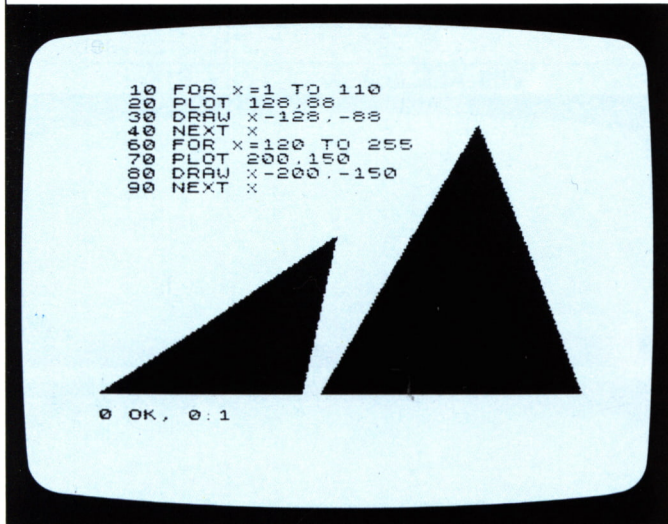 10 FOR x=1 TO 110
20 PLOT 128,88
30 DRAW x-128,-88
40 NEXT x
60 FOR x=120 TO 255
70 PLOT 200,150
80 DRAW x-200,-150
90 NEXT x
0 OK, 0:1